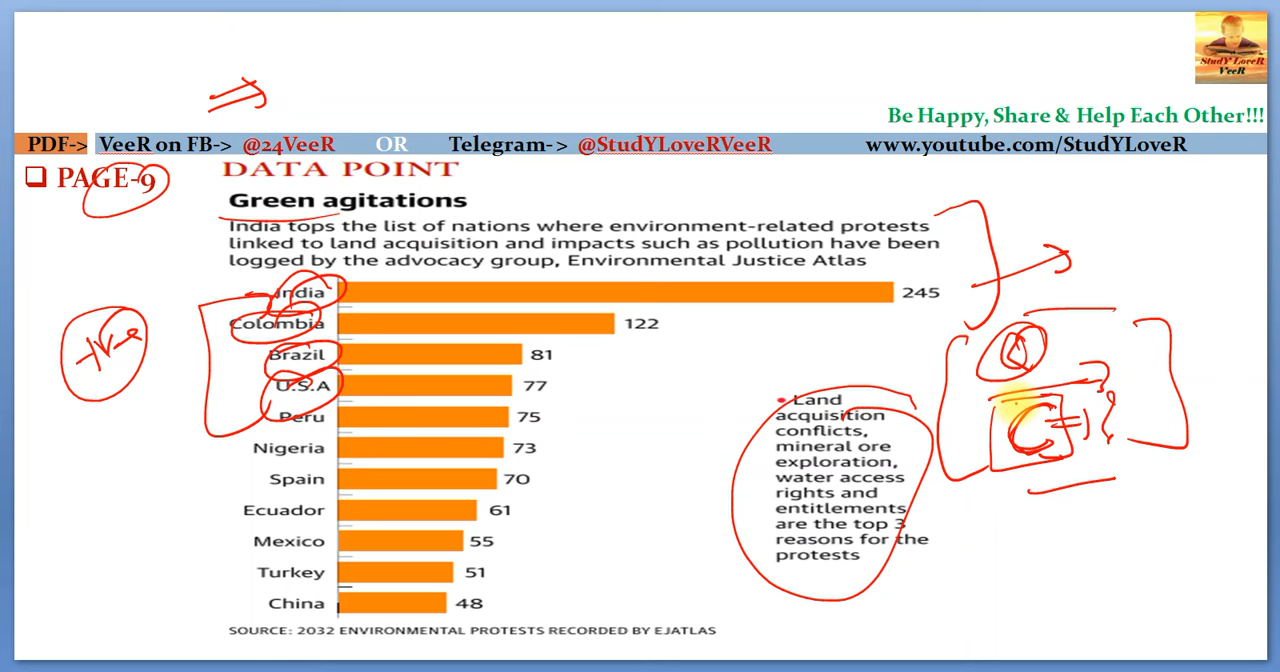 StudY LoveR
VeeR
Be Happy, Share & Help Each Other!!!
PDF-> VeeR on FB-> @24VeeR OR Telegram-> @StudYLoveRVeeR www.youtube.com/StudYLoveR
PAGE-9
DATA POINT
Green agitations
India tops the list of nations where environment-related protests
linked to land acquisition and impacts such as pollution have been
logged by the advocacy group, Environmental Justice Atlas
India 245
Colombia 122
Brazil 81
U.S.A 77
Peru 75
Nigeria 73
Spain 70
Ecuador 61
Mexico 55
Turkey 51
China 48
• Land
acquisition
conflicts,
mineral ore
exploration,
water access
rights and
entitlements
are the top 3
reasons for the
protests
SOURCE: 2032 ENVIRONMENTAL PROTESTS RECORDED BY EJATLAS